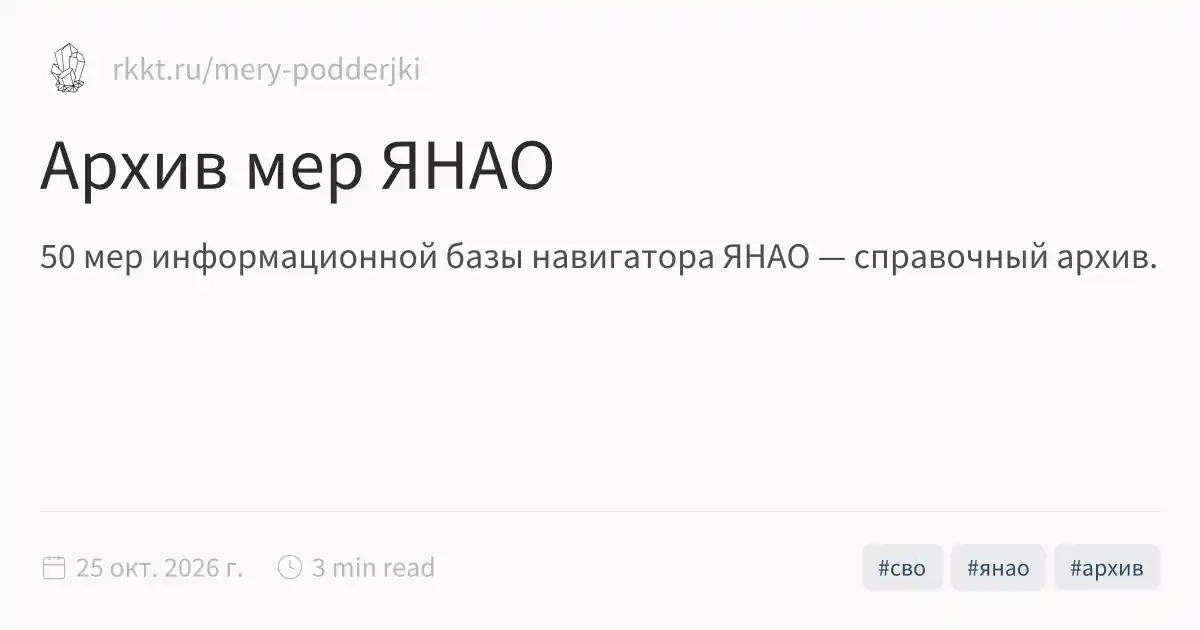 rkkt.ru/mery-podderjki
Архив мер ЯНАО
50 мер информационной базы навигатора ЯНАО — справочный архив.
25 окт. 2026 г. 3 min read #сво #янао #архив